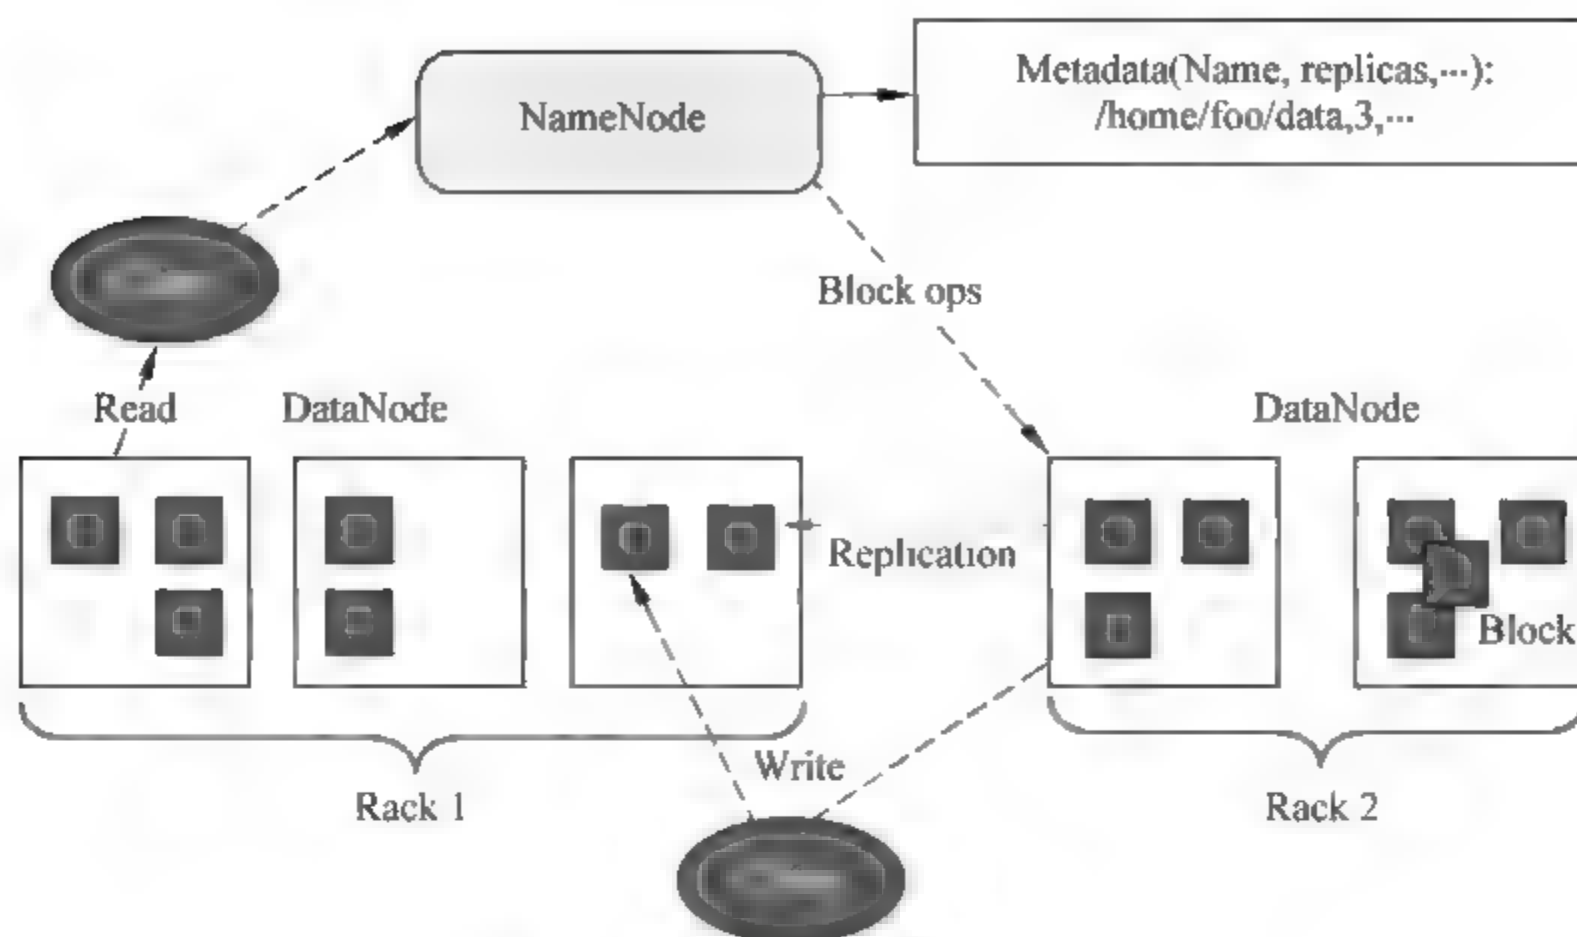 Metadata(Name, replicas,…):
/home/foo/data,3,…
NameNode
Block ops
Read
DataNode
DataNode
Replication
Block
Write
Rack 1
Rack 2